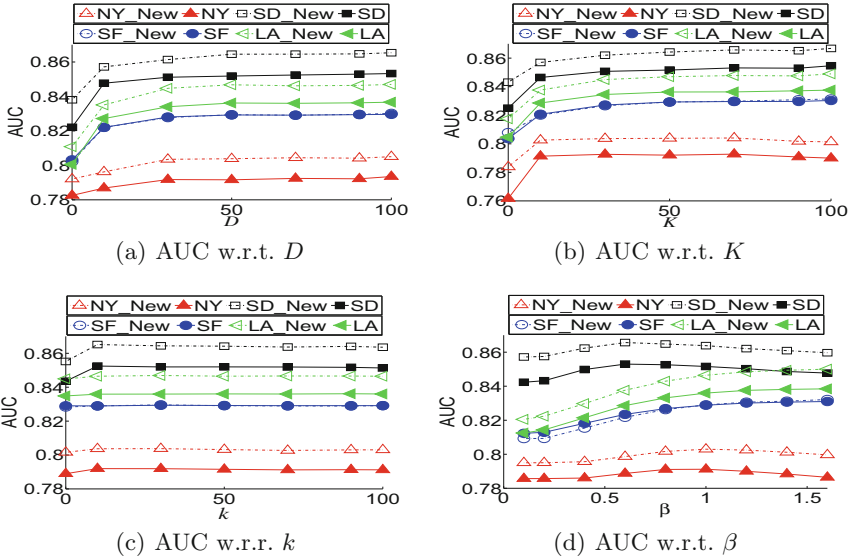 NY_New NY SD_New SD
SF_New SF LA_New LA
0.86
0.84
0.82
0.8
0.78
AUC
0 50 100
D
(a) AUC w.r.t. D
NY_New NY SD_New SD
SF_New SF LA_New LA
0.86
0.84
0.82
0.8
0.78
0.76
AUC
0 50 100
K
(b) AUC w.r.t. K
NY_New NY SD_New SD
SF_New SF LA_New LA
0.86
0.84
0.82
0.8
0.78
AUC
0 50 100
k
(c) AUC w.r.r. k
NY_New NY SD_New SD
SF_New SF LA_New LA
0.86
0.84
0.82
0.8
0.78
AUC
0 0.5 1 1.5
β
(d) AUC w.r.t. β